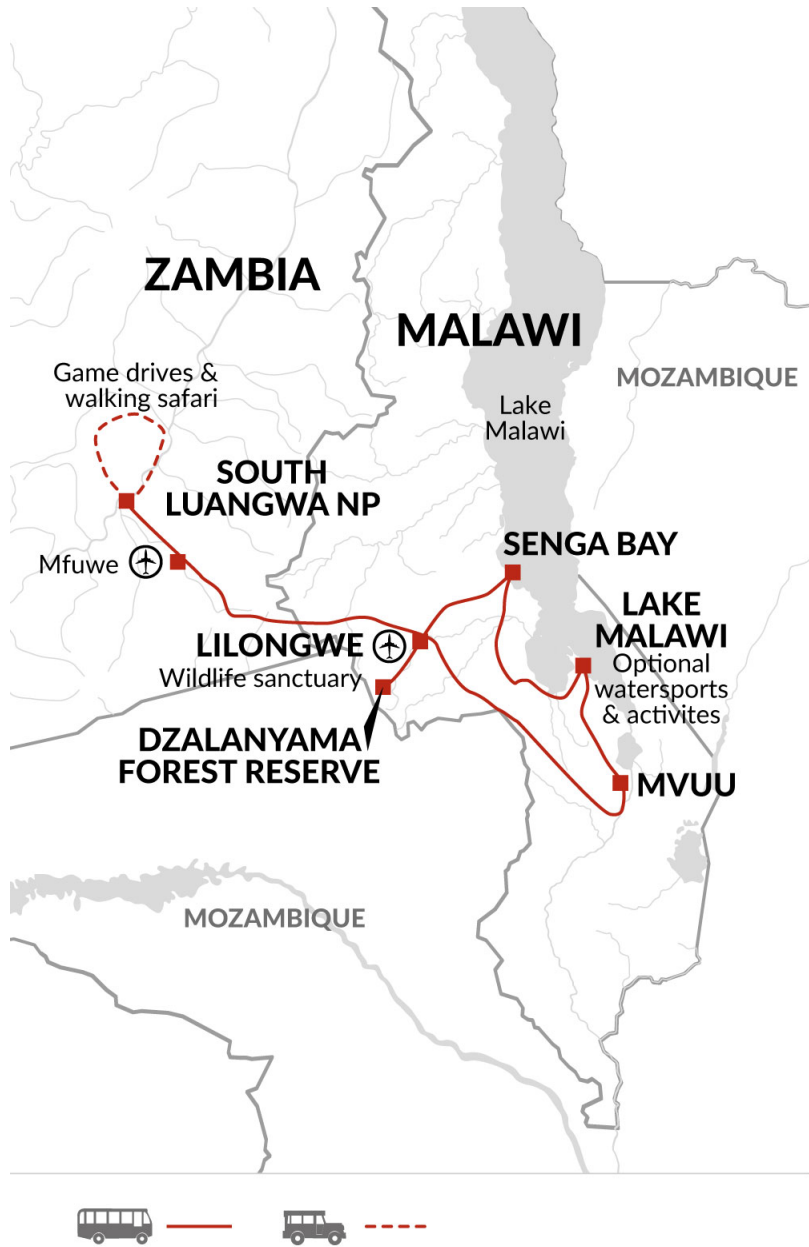 ZAMBIA
MALAWI
MOZAMBIQUE
Game drives &
walking safari
Lake
Malawi
SOUTH
LUANGWA NP
SENGA BAY
Mfuwe
LAKE
MALAWI
Optional
watersports
& activites
LILONGWE
Wildlife sanctuary
DZALANYAMA
FOREST RESERVE
MVUU
MOZAMBIQUE